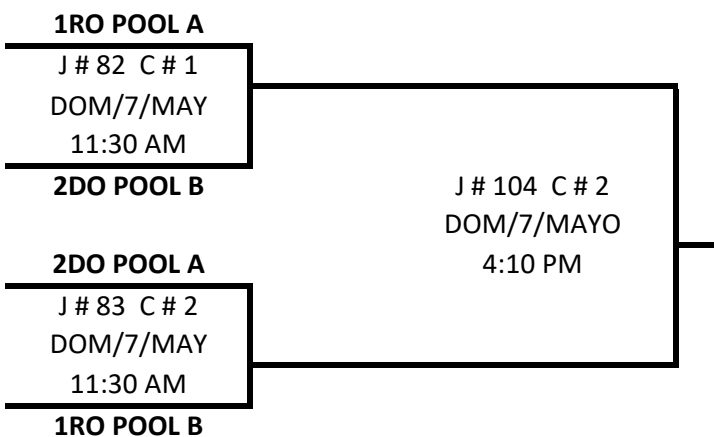 1RO POOL A
J # 82 C # 1
DOM/7/MAY
11:30 AM
2DO POOL B
J # 104 C # 2
DOM/7/MAYO
4:10 PM
2DO POOL A
J # 83 C # 2
DOM/7/MAY
11:30 AM
1RO POOL B